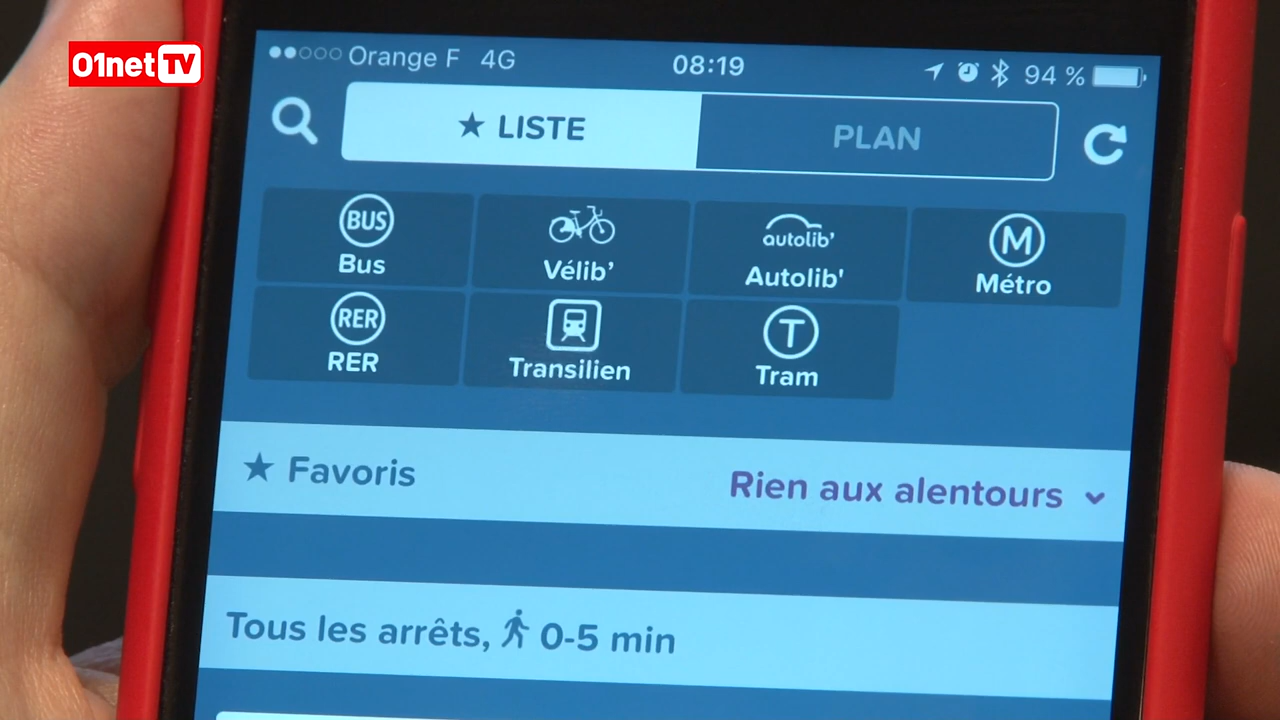 01net TV
Orange F 4G 08:19 94 %
★ LISTE PLAN
BUS autolib' M
Bus Vélib’ Autolib' Métro
RER T
RER Transilien Tram
★ Favoris Rien aux alentours
Tous les arrêts, 0-5 min